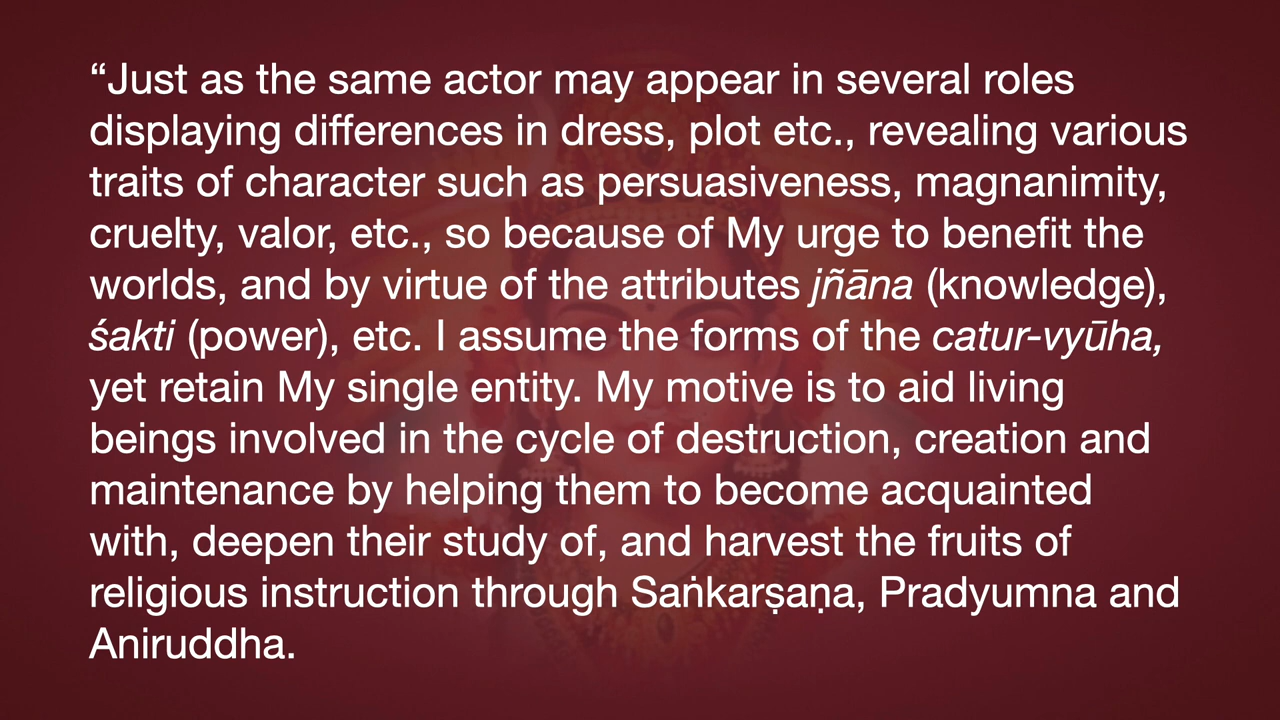 “Just as the same actor may appear in several roles
displaying differences in dress, plot etc., revealing various
traits of character such as persuasiveness, magnanimity,
cruelty, valor, etc., so because of My urge to benefit the
worlds, and by virtue of the attributes jñāna (knowledge),
śakti (power), etc. I assume the forms of the catur-vyūha,
yet retain My single entity. My motive is to aid living
beings involved in the cycle of destruction, creation and
maintenance by helping them to become acquainted
with, deepen their study of, and harvest the fruits of
religious instruction through Saṅkarṣaṇa, Pradyumna and
Aniruddha.